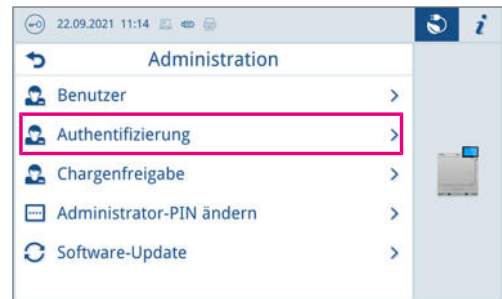 22.09.2021 11:14
i
Administration
Benutzer
Authentifizierung
Chargenfreigabe
Administrator-PIN ändern
Software-Update